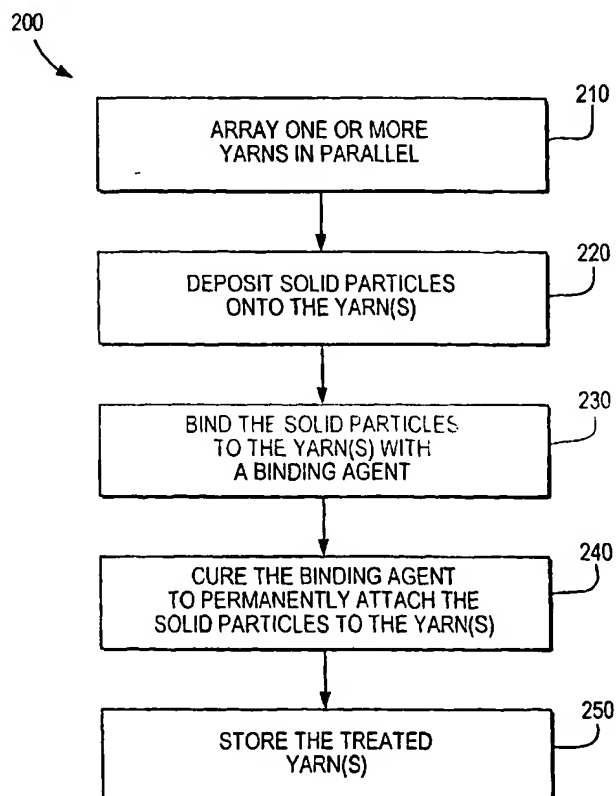 200
210
ARRAY ONE OR MORE
YARNS IN PARALLEL
220
DEPOSIT SOLID PARTICLES
ONTO THE YARN(S)
230
BIND THE SOLID PARTICLES
TO THE YARN(S) WITH
A BINDING AGENT
240
CURE THE BINDING AGENT
TO PERMANENTLY ATTACH THE
SOLID PARTICLES TO THE YARN(S)
250
STORE THE TREATED
YARN(S)